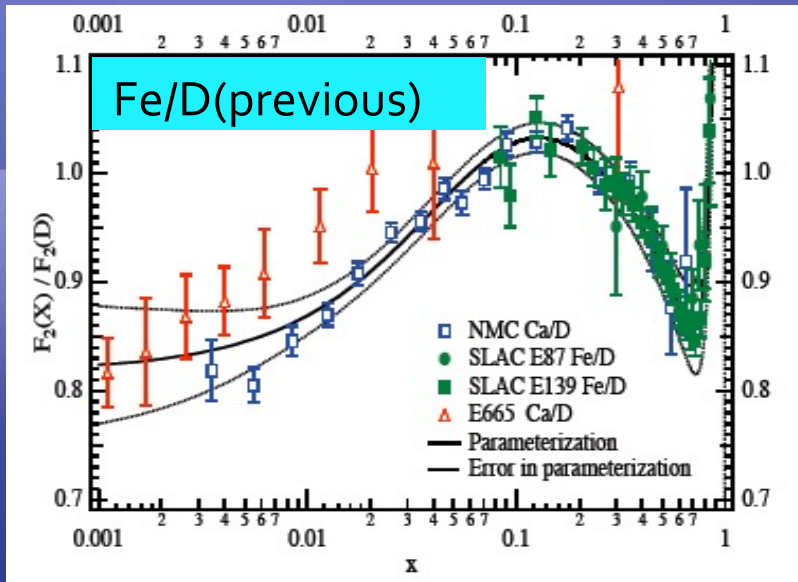 0.001 0.01 0.1 1
2 3 4 5 6 7 2 3 4 5 6 7 2 3 4 5 6 7
Fe/D(previous)
1.1 1.1
1.0 1.0
0.9 0.9
0.8 0.8
0.7 0.7
F2(X) / F2(D)
NMC Ca/D
SLAC E87 Fe/D
SLAC E139 Fe/D
E665 Ca/D
Parameterization
Error in parameterization
2 3 4 5 6 7 2 3 4 5 6 7 2 3 4 5 6 7
0.001 0.01 0.1 1
x